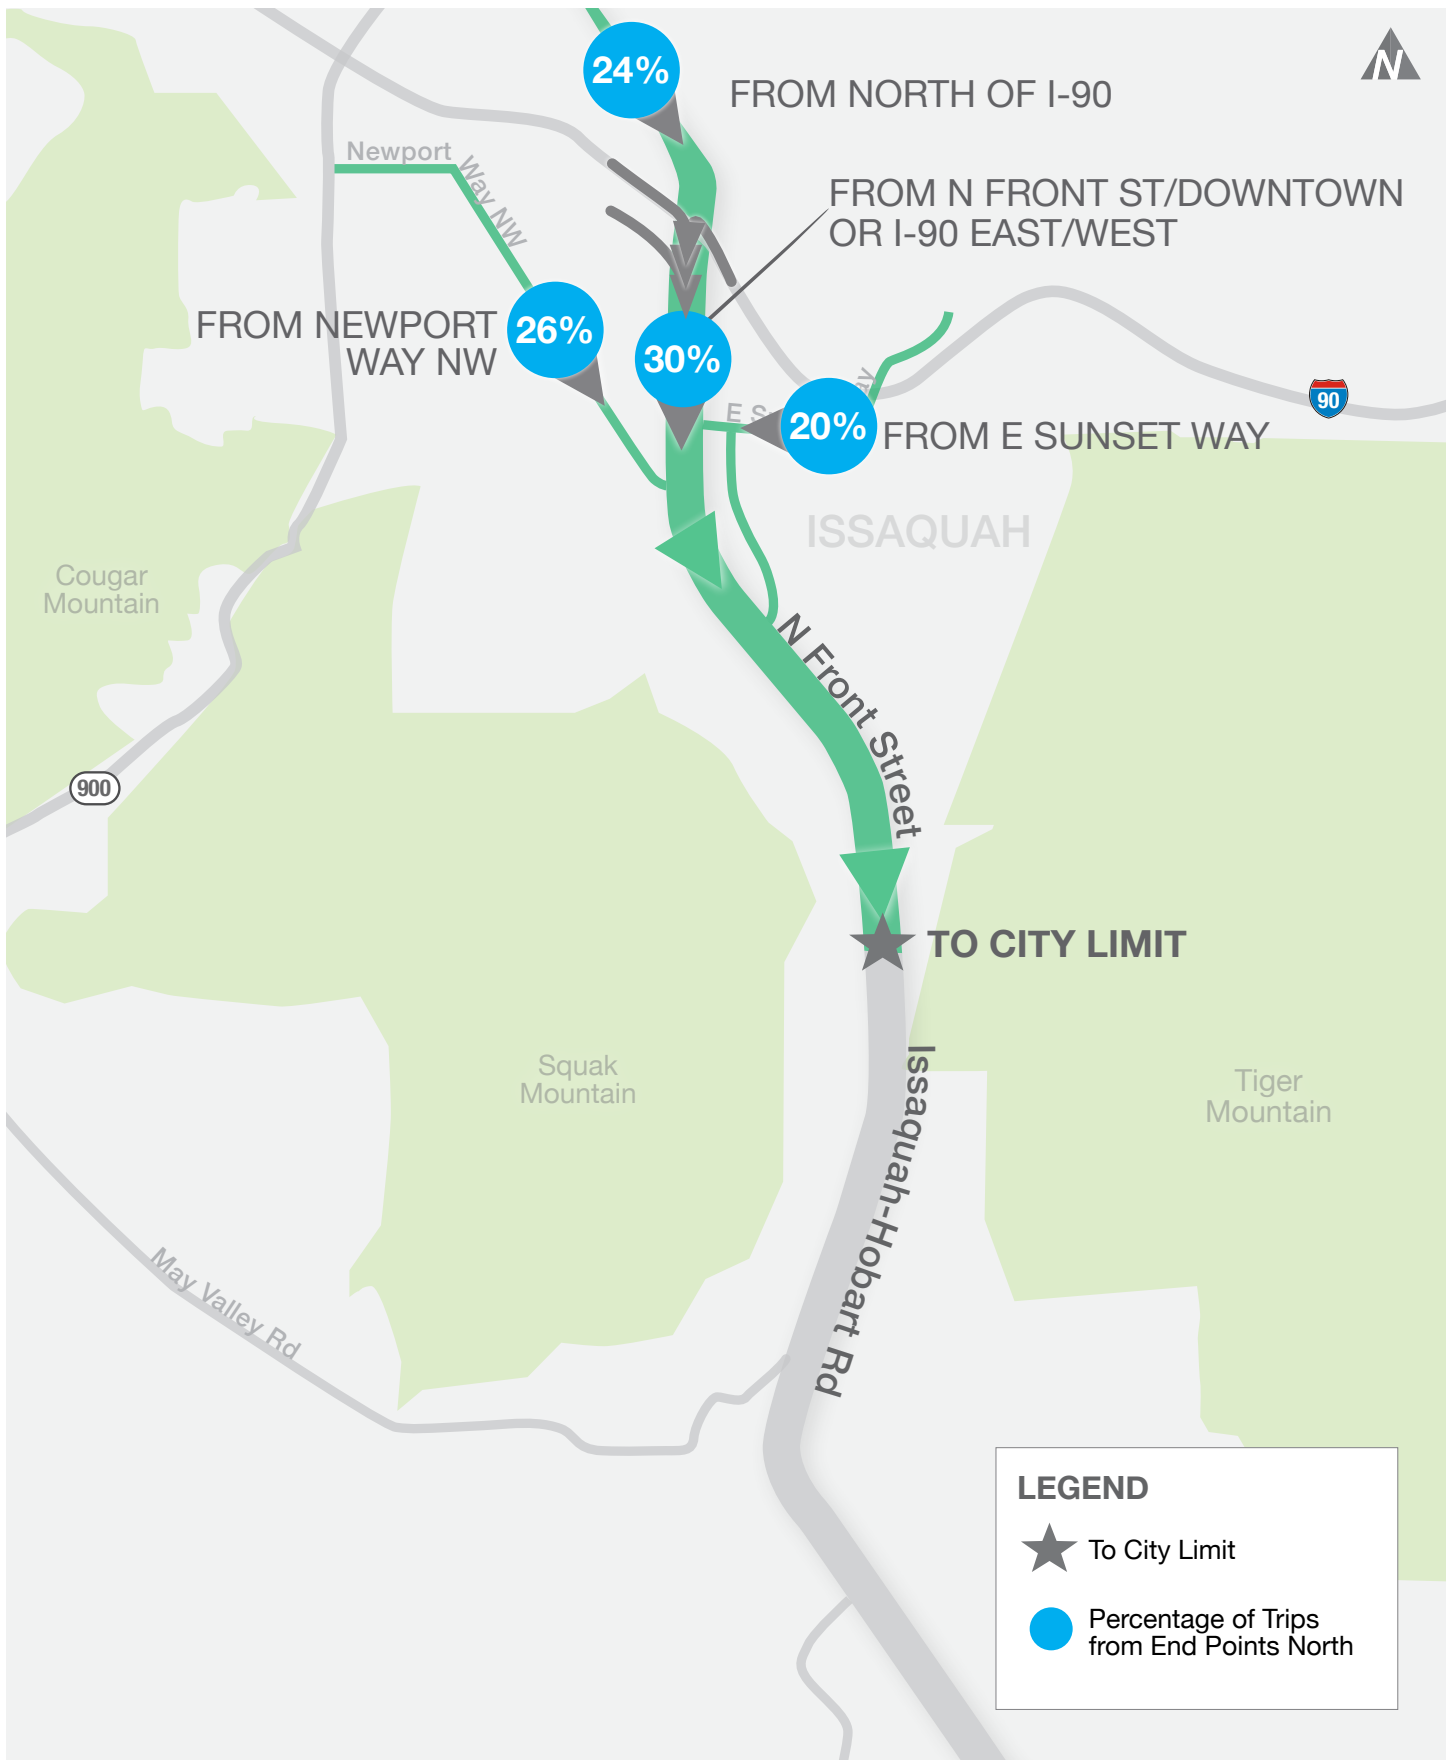 24%
N
FROM NORTH OF I-90
Newport
Way NW
FROM N FRONT ST/DOWNTOWN
OR I-90 EAST/WEST
FROM NEWPORT
WAY NW
26%
30%
90
E
20%
FROM E SUNSET WAY
ISSAQUAH
Cougar
Mountain
N Front Street
900
TO CITY LIMIT
Squak
Mountain
Issaquah-Hobart Rd
Tiger
Mountain
May Valley Rd
LEGEND
To City Limit
Percentage of Trips
from End Points North